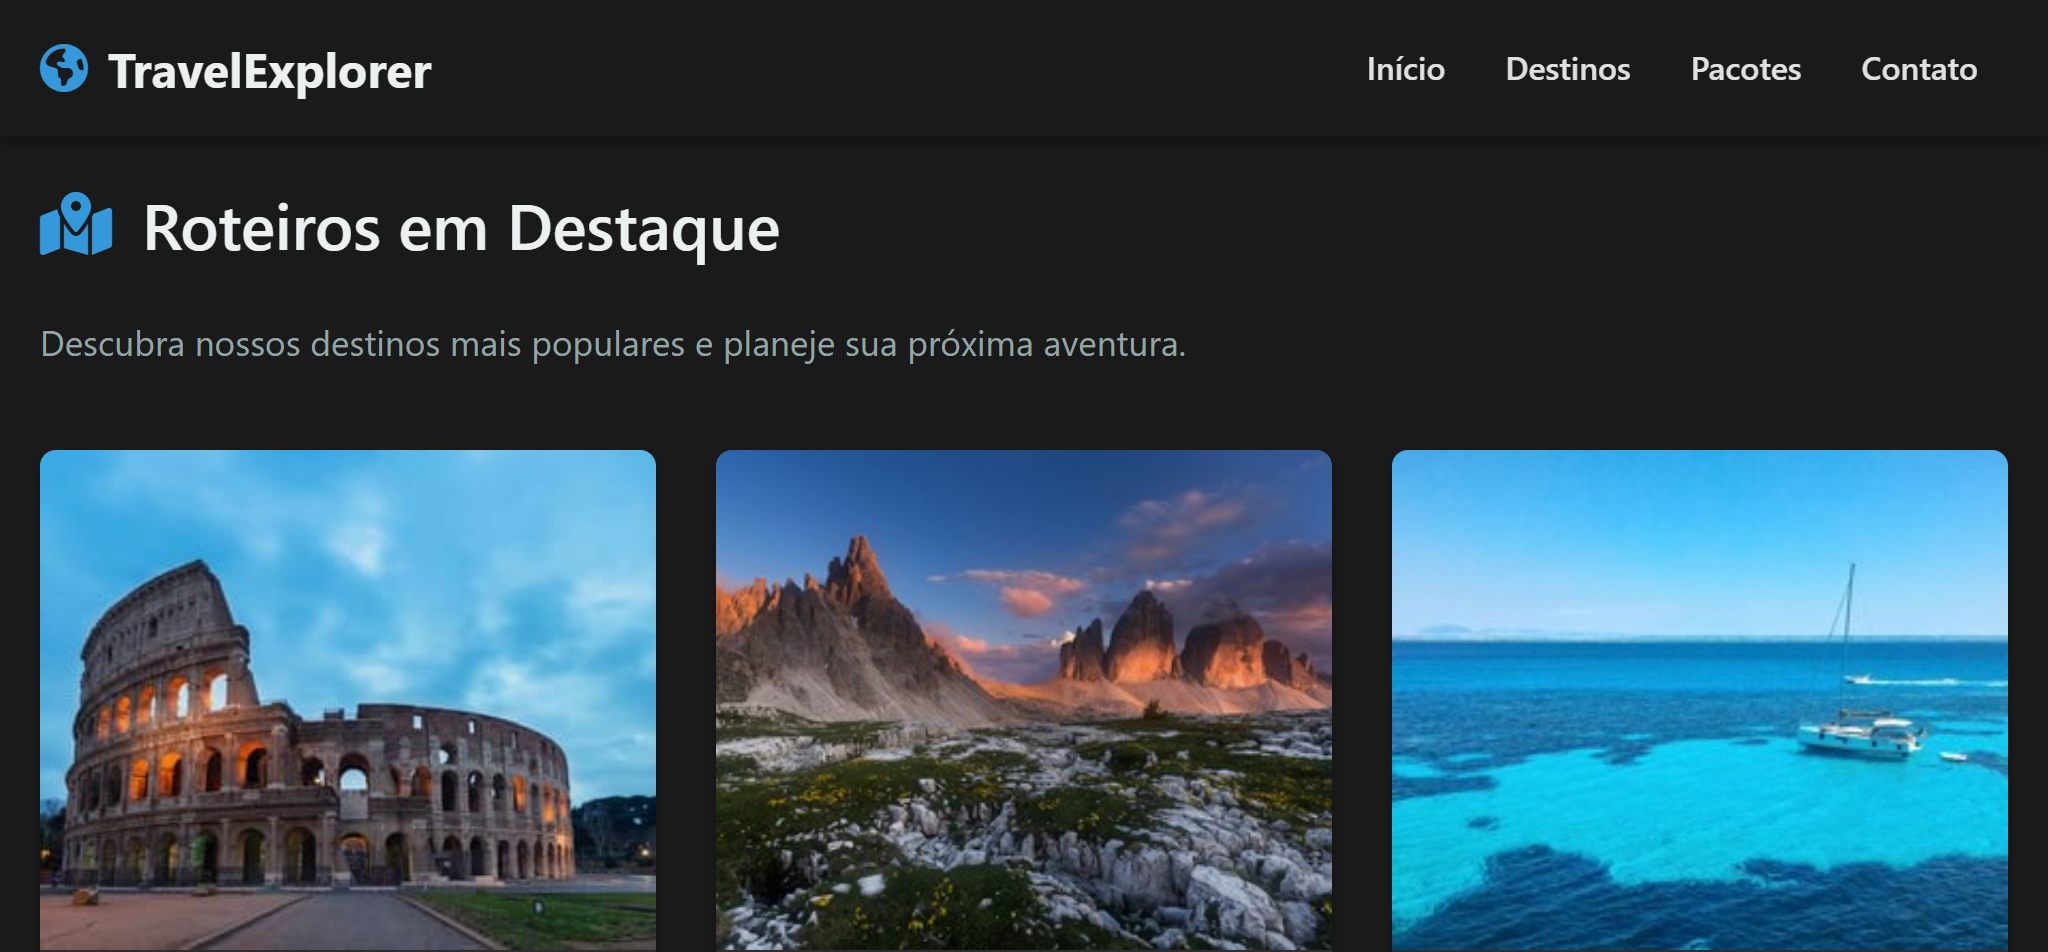 TravelExplorer
Início Destinos Pacotes Contato
Roteiros em Destaque
Descubra nossos destinos mais populares e planeje sua próxima aventura.